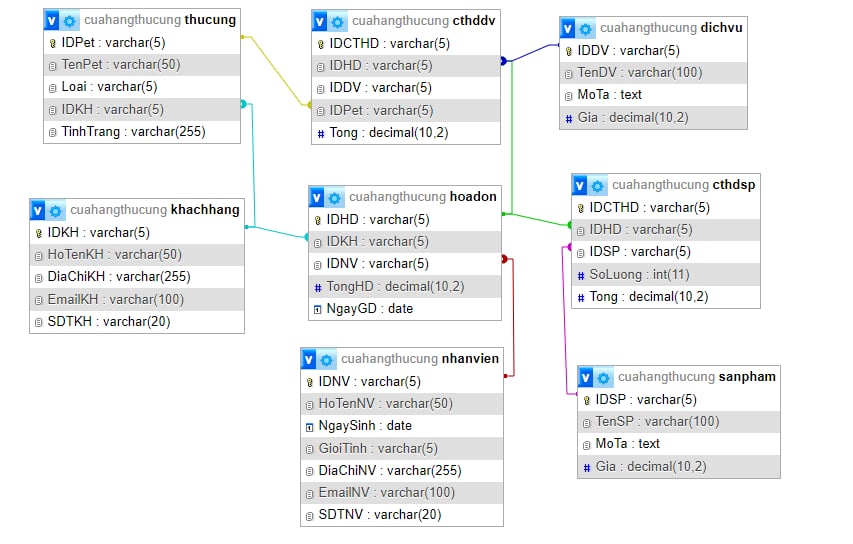 cuahangthucung thucung
IDPet : varchar(5)
TenPet : varchar(50)
Loai : varchar(5)
IDKH : varchar(5)
TinhTrang : varchar(255)
cuahangthucung cthddv
IDCTHD : varchar(5)
IDHD : varchar(5)
IDDV : varchar(5)
IDPet : varchar(5)
# Tong : decimal(10,2)
cuahangthucung dichvu
IDDV : varchar(5)
TenDV : varchar(100)
MoTa : text
# Gia : decimal(10,2)
cuahangthucung khachhang
IDKH : varchar(5)
HoTenKH : varchar(50)
DiaChiKH : varchar(255)
EmailKH : varchar(100)
SDTKH : varchar(20)
cuahangthucung hoadon
IDHD : varchar(5)
IDKH : varchar(5)
IDNV : varchar(5)
# TongHD : decimal(10,2)
NgayGD : date
cuahangthucung cthdsp
IDCTHD : varchar(5)
IDHD : varchar(5)
IDSP : varchar(5)
# SoLuong : int(11)
# Tong : decimal(10,2)
cuahangthucung nhanvien
IDNV : varchar(5)
HoTenNV : varchar(50)
NgaySinh : date
GioiTinh : varchar(5)
DiaChiNV : varchar(255)
EmailNV : varchar(100)
SDTNV : varchar(20)
cuahangthucung sanpham
IDSP : varchar(5)
TenSP : varchar(100)
MoTa : text
# Gia : decimal(10,2)